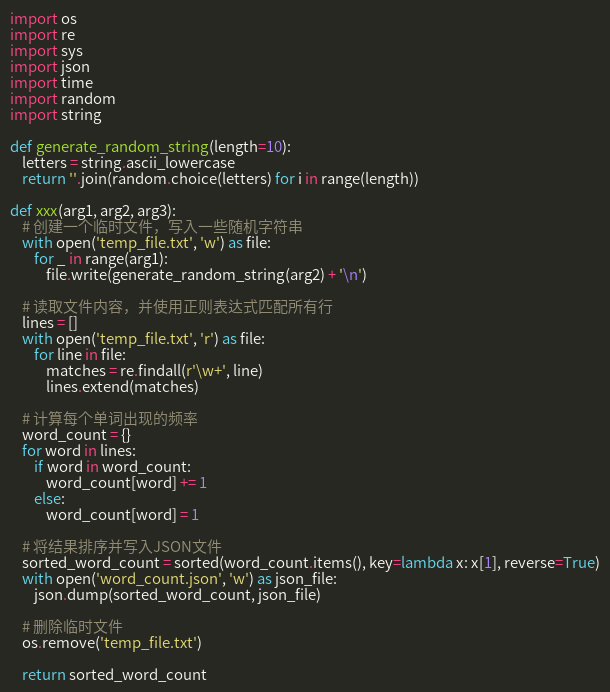 import os
import re
import sys
import json
import time
import random
import string

def generate_random_string(length=10):
    letters = string.ascii_lowercase
    return ''.join(random.choice(letters) for i in range(length))

def xxx(arg1, arg2, arg3):
    # 创建一个临时文件，写入一些随机字符串
    with open('temp_file.txt', 'w') as file:
        for _ in range(arg1):
            file.write(generate_random_string(arg2) + '\n')

    # 读取文件内容，并使用正则表达式匹配所有行
    lines = []
    with open('temp_file.txt', 'r') as file:
        for line in file:
            matches = re.findall(r'\w+', line)
            lines.extend(matches)

    # 计算每个单词出现的频率
    word_count = {}
    for word in lines:
        if word in word_count:
            word_count[word] += 1
        else:
            word_count[word] = 1

    # 将结果排序并写入JSON文件
    sorted_word_count = sorted(word_count.items(), key=lambda x: x[1], reverse=True)
    with open('word_count.json', 'w') as json_file:
        json.dump(sorted_word_count, json_file)

    # 删除临时文件
    os.remove('temp_file.txt')

    return sorted_word_count